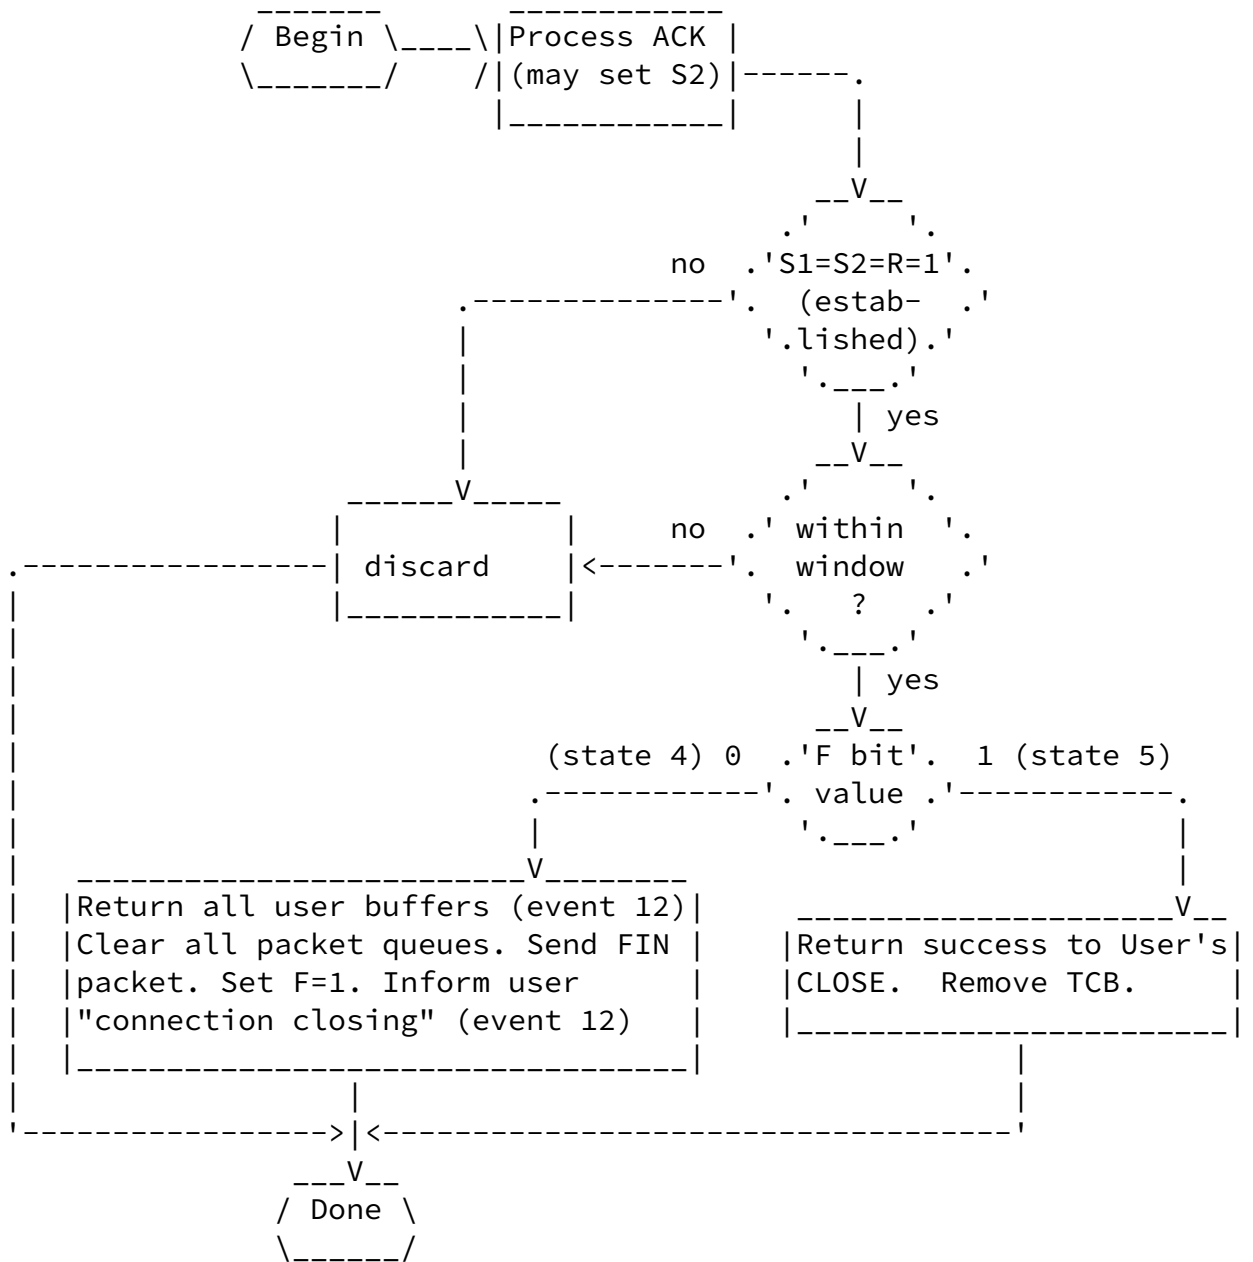 Begin
Process ACK
(may set S2)
S1=S2=R=1
no
(estab-
lished)
yes
no
within
discard
window
?
yes
(state 4) 0
F bit
1 (state 5)
value
Return all user buffers (event 12)
Clear all packet queues. Send FIN
packet. Set F=1. Inform user
"connection closing" (event 12)
Return success to User's
CLOSE.  Remove TCB.
Done